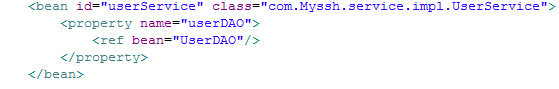 <bean id="userService" class="com.Myssh.service.impl.UserService">
<property name="userDAO">
<ref bean="UserDAO"/>
</property>
</bean>